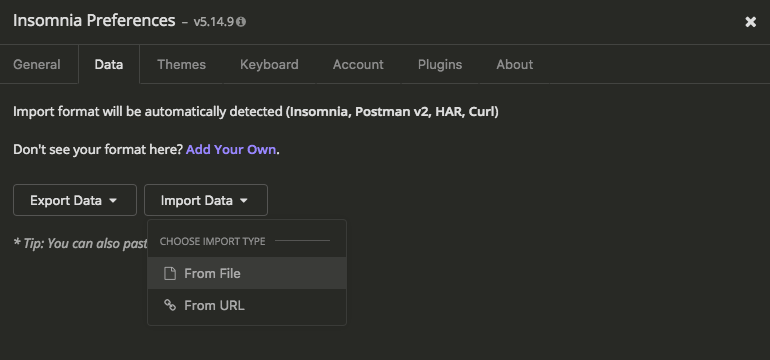 Insomnia Preferences – v5.14.9
General Data Themes Keyboard Account Plugins About
Import format will be automatically detected (Insomnia, Postman v2, HAR, Curl)
Don't see your format here? Add Your Own.
Export Data Import Data
* Tip: You can also past
CHOOSE IMPORT TYPE
From File
From URL